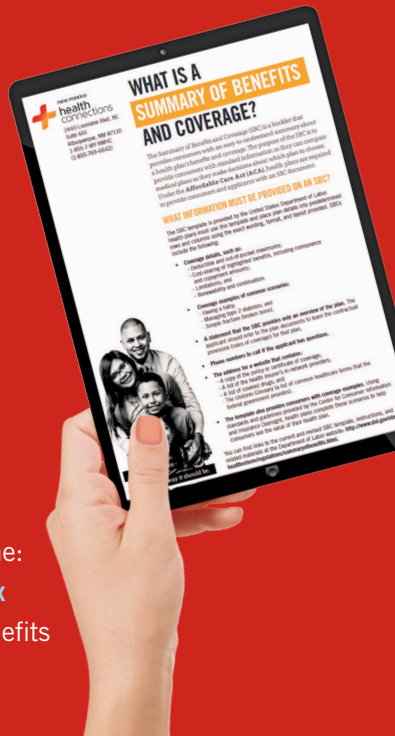 new mexico
health
connections
2440 Louisiana Blvd. NE
Suite 601
Albuquerque, NM 87110
1-855-7-MY-NMHC
(1-855-769-6642)
WHAT IS A
SUMMARY OF BENEFITS
AND COVERAGE?
The Summary of Benefits and Coverage (SBC) is a booklet that
provides consumers with an easy-to-understand summary about
a health plan's benefits and coverage. The purpose of the SBC is to
provide consumers with standard information, so they can compare
medical plans as they make decisions about which plan to choose.
Under the Affordable Care Act (ACA), health plans are required
to provide consumers and applicants with an SBC document.
WHAT INFORMATION MUST BE PROVIDED ON AN SBC?
The SBC template is provided by the United States Department of Labor.
Health plans must use this template and place plan details into predetermined
rows and columns using the exact wording, format, and layout provided. SBCs
include the following:
• Coverage details, such as:
- Deductible and out-of-pocket maximums;
- Cost-sharing of highlighted benefits, including coinsurance
and copayment amounts;
- Limitations; and
- Renewability and continuation.
• Coverage examples of common scenarios:
- Having a baby;
- Managing type 2 diabetes; and
- Simple fracture (broken bone).
• A statement that the SBC provides only an overview of the plan. The
applicant should refer to the plan documents to learn the contractual
provisions (rules of coverage) for that plan.
• Phone numbers to call if the applicant has questions.
• The address for a website that contains:
- A copy of the policy or certificate of coverage;
- A list of the health insurer's in-network providers;
- A list of covered drugs; and
- The Uniform Glossary (a list of common healthcare terms that the
federal government provides).
• The template also provides consumers with coverage examples. Using
standards and guidelines provided by the Center for Consumer Information
and Insurance Oversight, health plans complete these scenarios to help
consumers see the value of their health plan.
You can find links to the current and revised SBC template, instructions, and
related materials at the Department of Labor website:
way it should be.
e:
x
efits